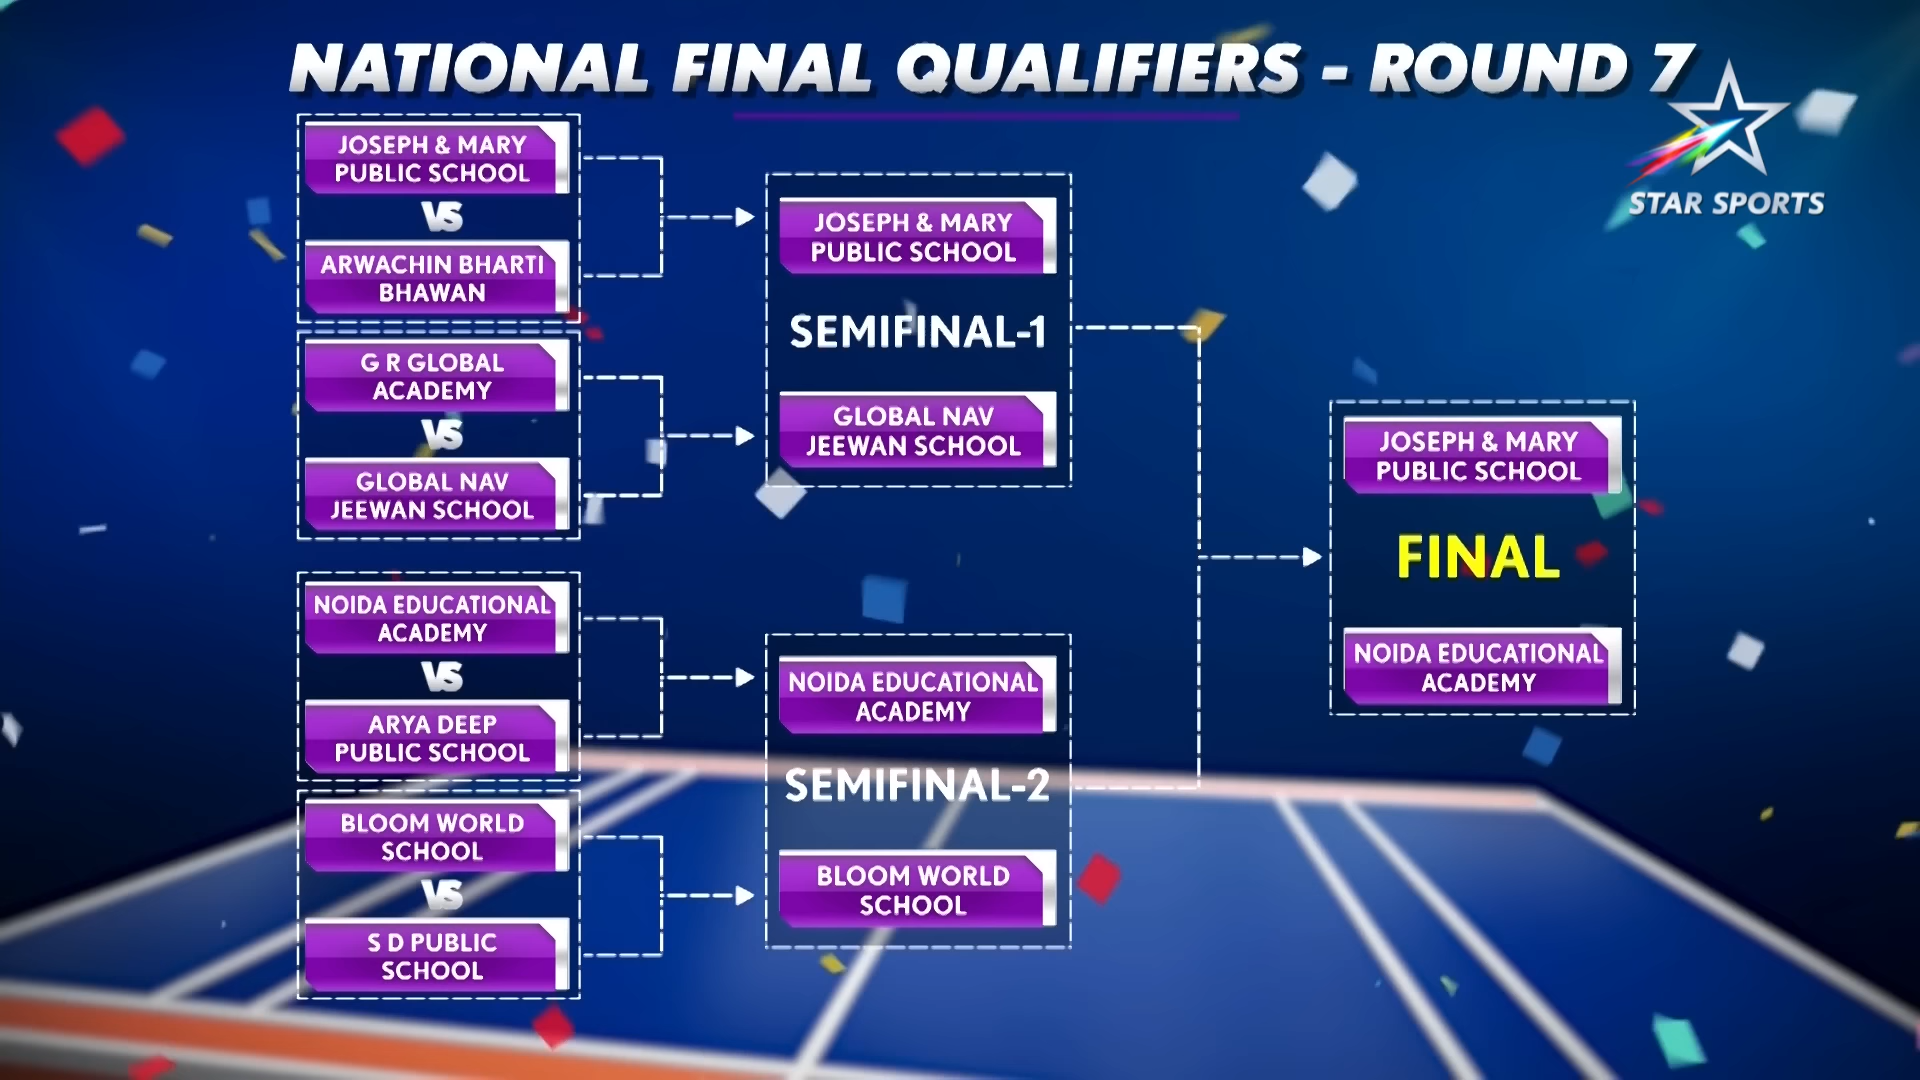 NATIONAL FINAL QUALIFIERS - ROUND 7
STAR SPORTS
JOSEPH & MARY
PUBLIC SCHOOL
VS
ARWACHIN BHARTI
BHAWAN
G R GLOBAL
ACADEMY
VS
GLOBAL NAV
JEEWAN SCHOOL
NOIDA EDUCATIONAL
ACADEMY
VS
ARYA DEEP
PUBLIC SCHOOL
BLOOM WORLD
SCHOOL
VS
S D PUBLIC
SCHOOL
JOSEPH & MARY
PUBLIC SCHOOL
SEMIFINAL-1
GLOBAL NAV
JEEWAN SCHOOL
NOIDA EDUCATIONAL
ACADEMY
SEMIFINAL-2
BLOOM WORLD
SCHOOL
JOSEPH & MARY
PUBLIC SCHOOL
FINAL
NOIDA EDUCATIONAL
ACADEMY